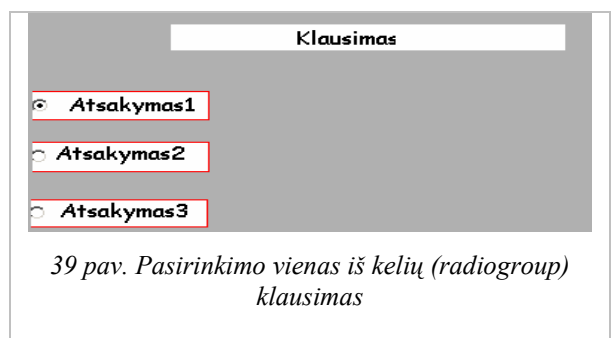 Klausimas
Atsakymas1
Atsakymas2
Atsakymas3
39 pav. Pasirinkimo vienas iš kelių (radiogroup)
klausimas